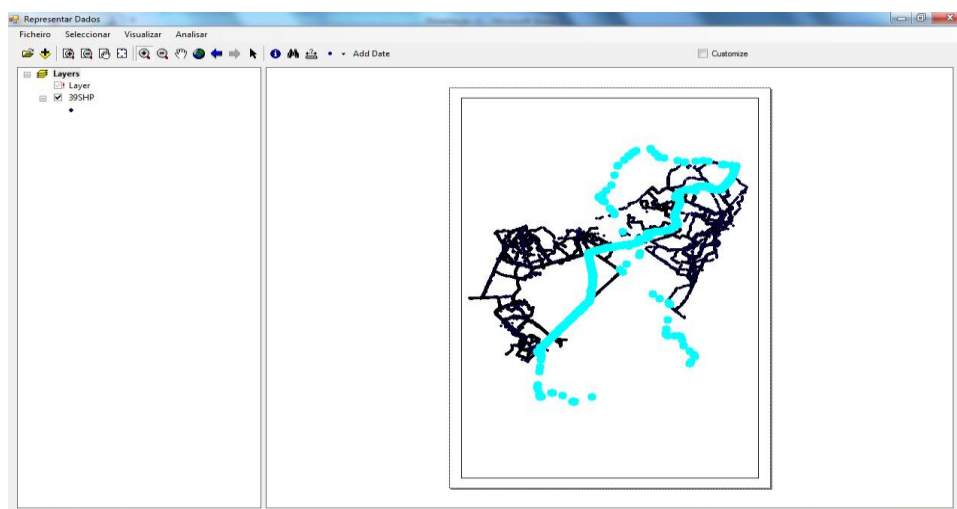 Representar Dados
Ficheiro Seleccionar Visualizar Analisar
Add Date Customize
Layers
Layer
39SHP